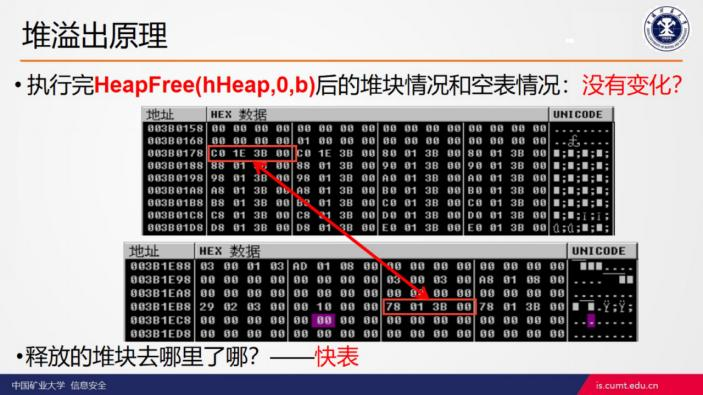 堆溢出原理
•执行完HeapFree(hHeap,0,b)后的堆块情况和空表情况：没有变化？
地址 HEX 数据 UNICODE
003B0158 00 00 00 00 00 00 00 00 00 00 00 00 00 00 00 00
003B0168 00 00 00 00 01 00 00 00 00 00 00 00 00 00 00 00
003B0178 C0 1E 3B 00 C0 1E 3B 00 80 01 3B 00 80 01 3B 00
003B0188 88 01 3B 00 88 01 3B 00 90 01 3B 00 90 01 3B 00
003B0198 98 01 3B 00 98 01 3B 00 A0 01 3B 00 A0 01 3B 00
003B01A8 A8 01 3B 00 A8 01 3B 00 B0 01 3B 00 B0 01 3B 00
003B01B8 B8 01 3B 00 B8 01 3B 00 C0 01 3B 00 C0 01 3B 00
003B01C8 C8 01 3B 00 C8 01 3B 00 D0 01 3B 00 D0 01 3B 00
003B01D8 D8 01 3B 00 D8 01 3B 00 E0 01 3B 00 E0 01 3B 00
地址 HEX 数据 UNICODE
003B1E88 03 00 01 03 AD 01 08 00 00 00 00 00 00 00 00 00
003B1E98 00 00 00 00 00 00 00 00 03 00 03 00 A8 01 08 00
003B1EA8 00 00 00 00 00 00 00 00 00 00 00 00 00 00 00 00
003B1EB8 29 02 03 00 00 10 00 00 78 01 3B 00 78 01 3B 00
003B1EC8 00 00 00 00 00 00 00 00 00 00 00 00 00 00 00 00
003B1ED8 00 00 00 00 00 00 00 00 00 00 00 00 00 00 00 00
•释放的堆块去哪里了哪？——快表
中国矿业大学 信息安全 is.cumt.edu.cn